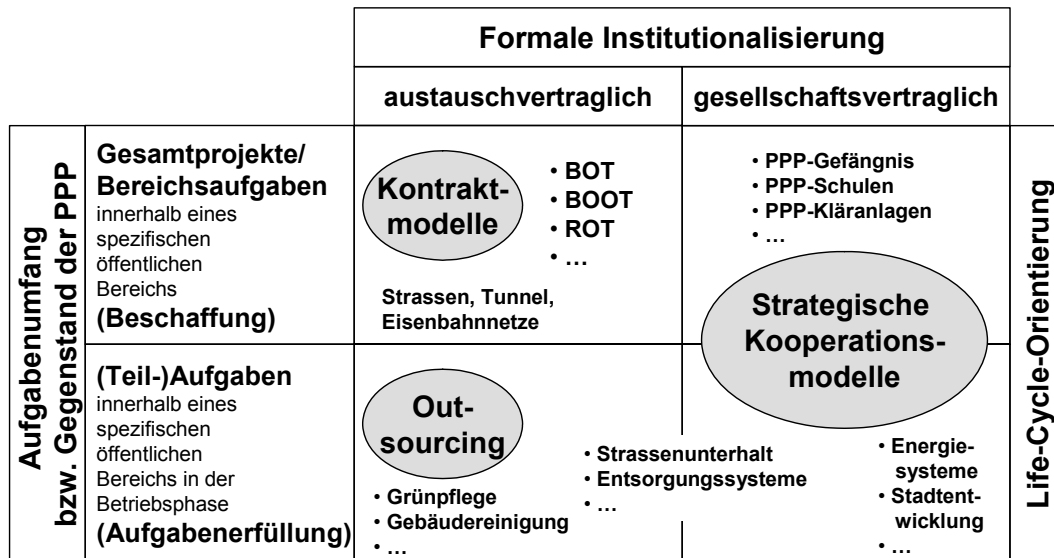 Formale Institutionalisierung
austauschvertraglich
gesellschaftsvertraglich
Aufgabenumfang
bzw. Gegenstand der PPP
Gesamtprojekte/
Bereichsaufgaben
innerhalb eines
spezifischen
öffentlichen
Bereichs
(Beschaffung)
Kontrakt-
modelle
• BOT
• BOOT
• ROT
• …
Strassen, Tunnel,
Eisenbahnnetze
• PPP-Gefängnis
• PPP-Schulen
• PPP-Kläranlagen
• …
Strategische
Kooperations-
modelle
(Teil-)Aufgaben
innerhalb eines
spezifischen
öffentlichen
Bereichs in der
Betriebsphase
(Aufgabenerfüllung)
Out-
sourcing
• Grünpflege
• Gebäudereinigung
• …
• Strassenunterhalt
• Entsorgungssysteme
• …
• Energie-
systeme
• Stadtent-
wicklung
• …
Life-Cycle-Orientierung